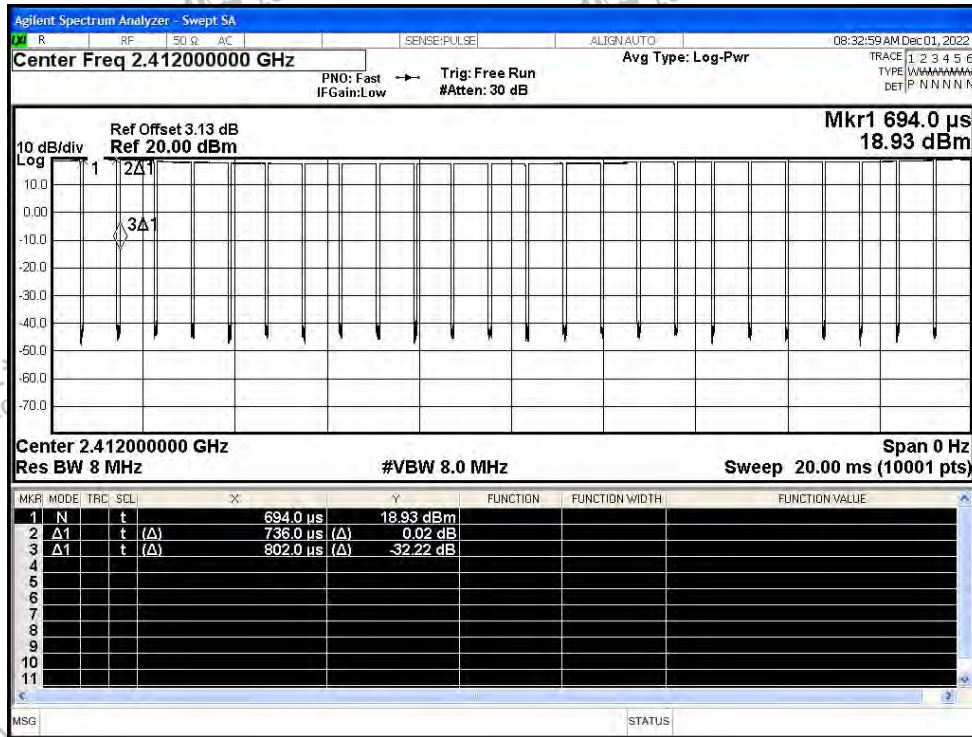 Agilent Spectrum Analyzer - Swept SA
LXI R RF 50 Ω AC SENSE:PULSE ALIGN AUTO 08:32:59 AM Dec 01, 2022
Center Freq 2.412000000 GHz
PNO: Fast
IFGain:Low
Trig: Free Run
#Atten: 30 dB
Avg Type: Log-Pwr
TRACE 1 2 3 4 5 6
TYPE
DET P N N N N N
Mkr1 694.0 µs
18.93 dBm
Ref Offset 3.13 dB
10 dB/div Ref 20.00 dBm
Log
1 2Δ1
10.0
0.00
3Δ1
-10.0
-20.0
-30.0
-40.0
-50.0
-60.0
-70.0
Center 2.412000000 GHz Span 0 Hz
Res BW 8 MHz #VBW 8.0 MHz Sweep 20.00 ms (10001 pts)
MKR MODE TRC SCL X Y FUNCTION FUNCTION WIDTH FUNCTION VALUE
1 N t 694.0 µs 18.93 dBm
2 Δ1 t (Δ) 736.0 µs (Δ) 0.02 dB
3 Δ1 t (Δ) 802.0 µs (Δ) -32.22 dB
4
5
6
7
8
9
10
11
MSG STATUS